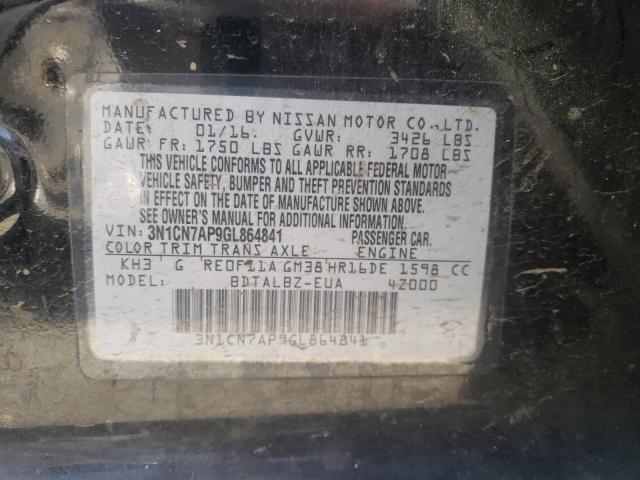 MANUFACTURED BY NISSAN MOTOR CO., LTD.
DATE: 01/16. GVWR: 3426 LBS
GAWR FR: 1750 LBS GAWR RR: 1708 LBS
THIS VEHICLE CONFORMS TO ALL APPLICABLE FEDERAL MOTOR
VEHICLE SAFETY, BUMPER AND THEFT PREVENTION STANDARDS
IN EFFECT ON THE DATE OF MANUFACTURE SHOWN ABOVE.
SEE OWNER'S MANUAL FOR ADDITIONAL INFORMATION.
VIN: 3N1CN7AP9GL864841 PASSENGER CAR.
COLOR TRIM TRANS AXLE ENGINE
KH3 G RE0F11A GM38 HR16DE 1598 CC
MODEL: BDTALBZ-EUA 4Z000
3N1CN7AP9GL864841